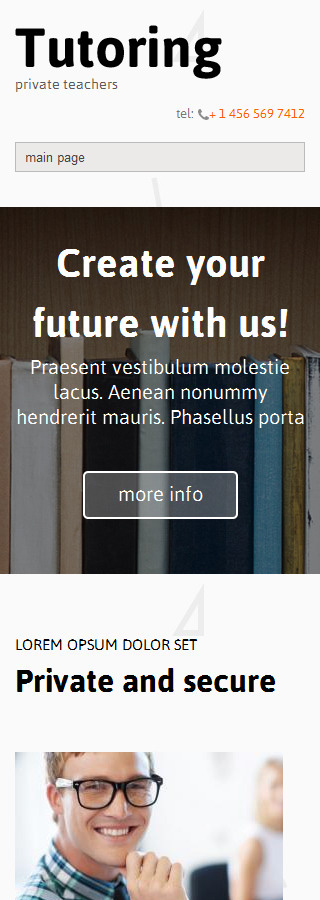 Tutoring
private teachers
tel: + 1 456 569 7412
main page
Create your
future with us!
Praesent vestibulum molestie
lacus. Aenean nonummy
hendrerit mauris. Phasellus porta
more info
LOREM OPSUM DOLOR SET
Private and secure